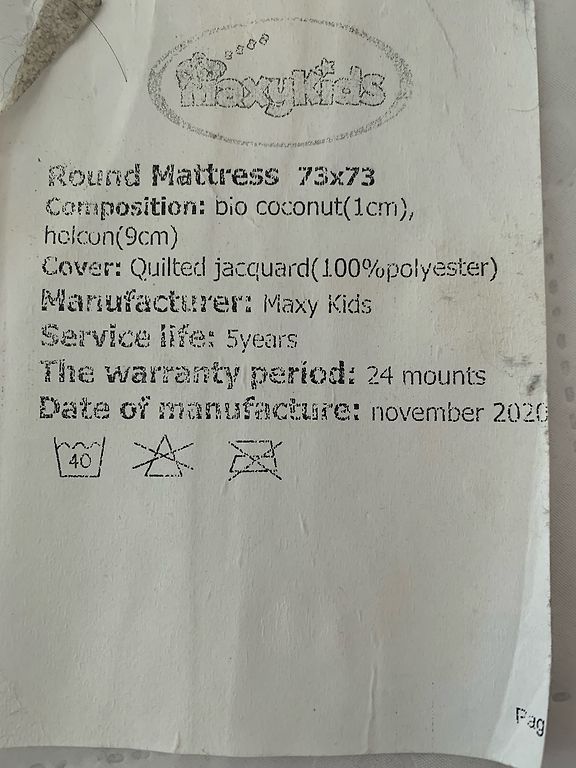 MaxyKids
Round Mattress 73x73
Composition: bio coconut(1cm),
holcon(9cm)
Cover: Quilted jacquard(100%polyester)
Manufacturer: Maxy Kids
Service life: 5years
The warranty period: 24 mounts
Date of manufacture: november 2020
40
Pag